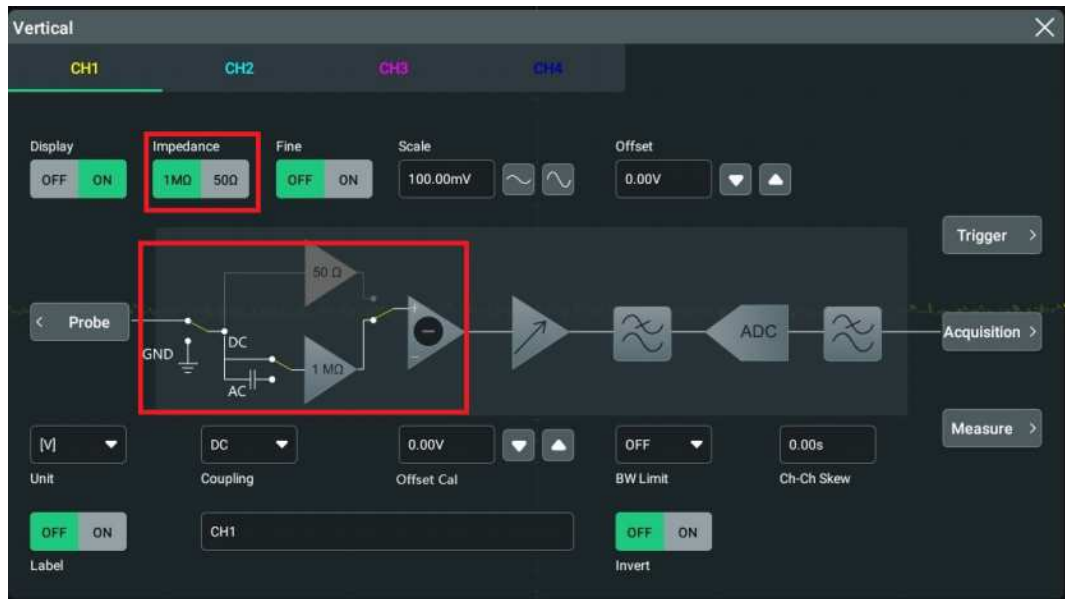 Vertical
CH1 CH2 CH3 CH4
Display Impedance Fine Scale Offset
OFF ON 1MΩ 50Ω OFF ON 100.00mV 0.00V
Trigger >
50 Ω
+
< Probe DC ADC Acquisition >
GND
1 MΩ
AC
Measure >
[V] DC 0.00V OFF 0.00s
Unit Coupling Offset Cal BW Limit Ch-Ch Skew
OFF ON CH1 OFF ON
Label Invert